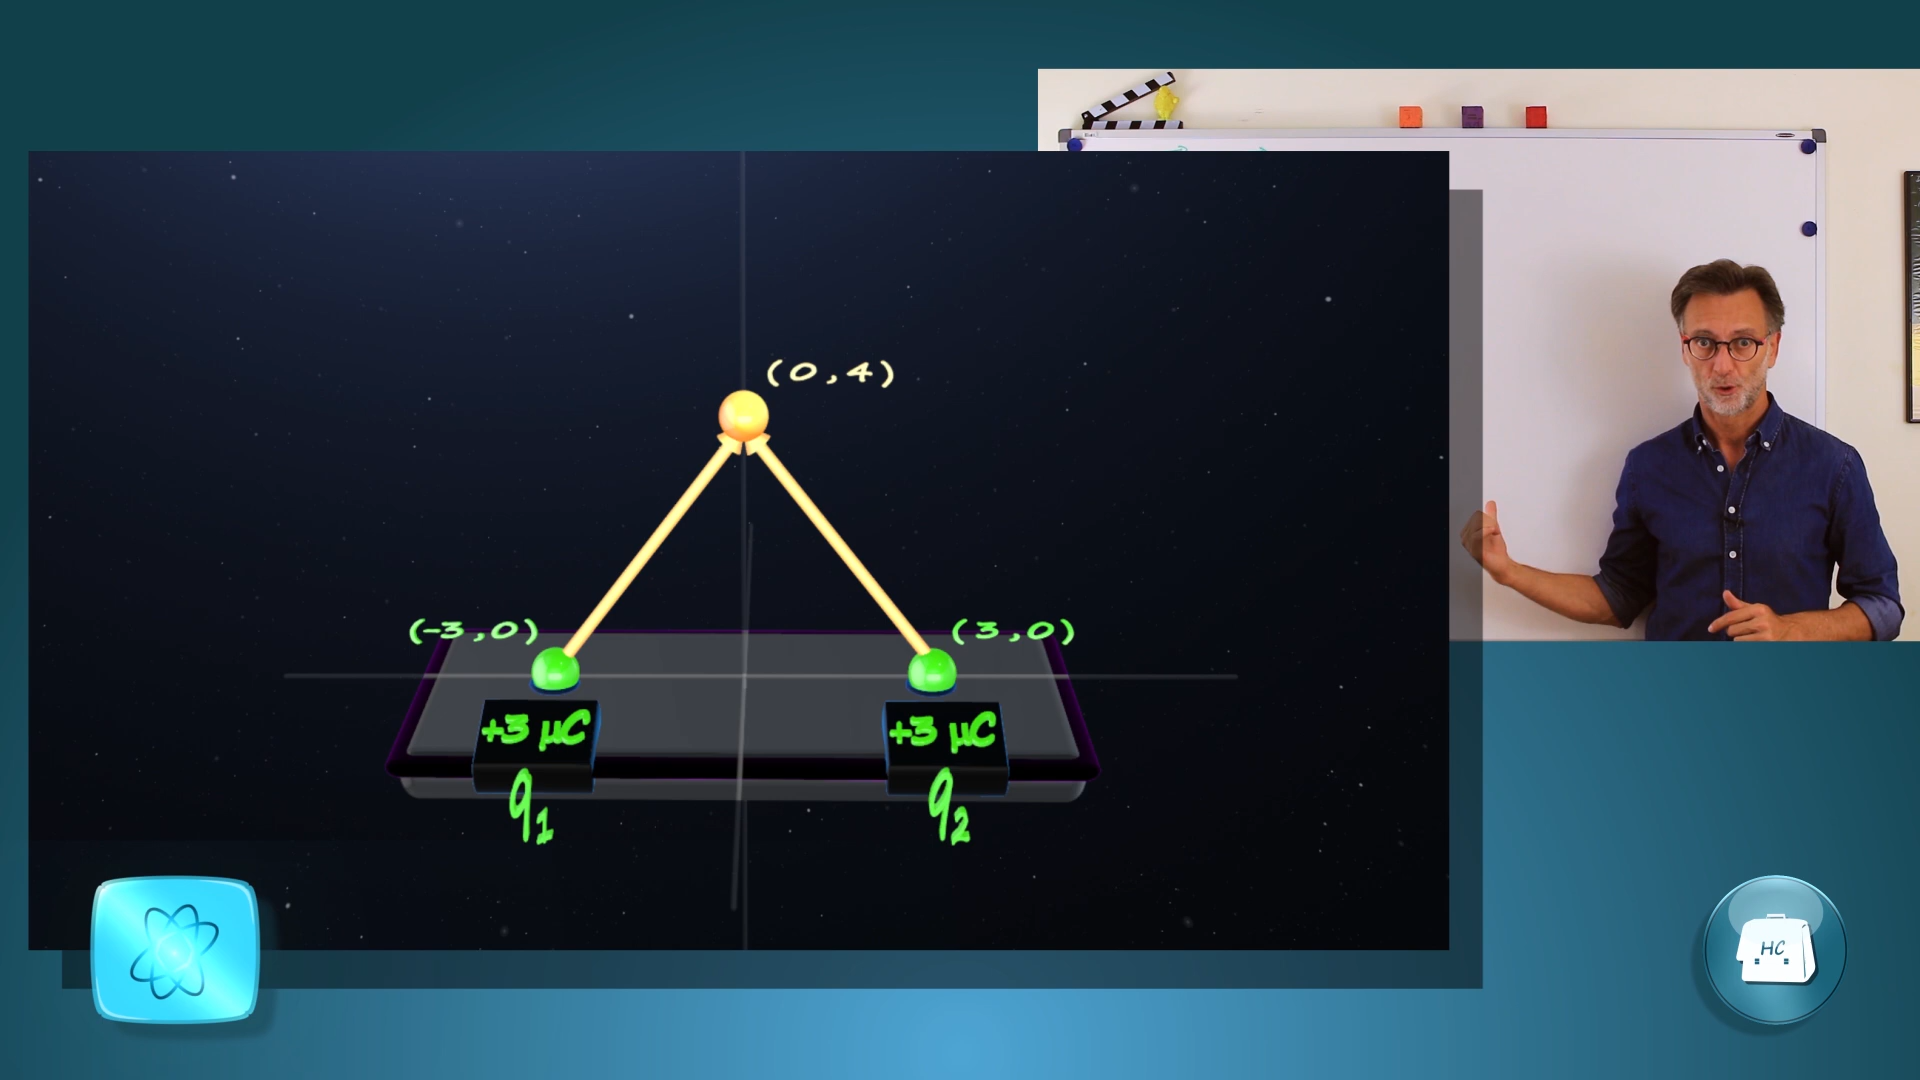 (0,4)
(-3,0) (3,0)
+3 µC +3 µC
q1 q2
HC